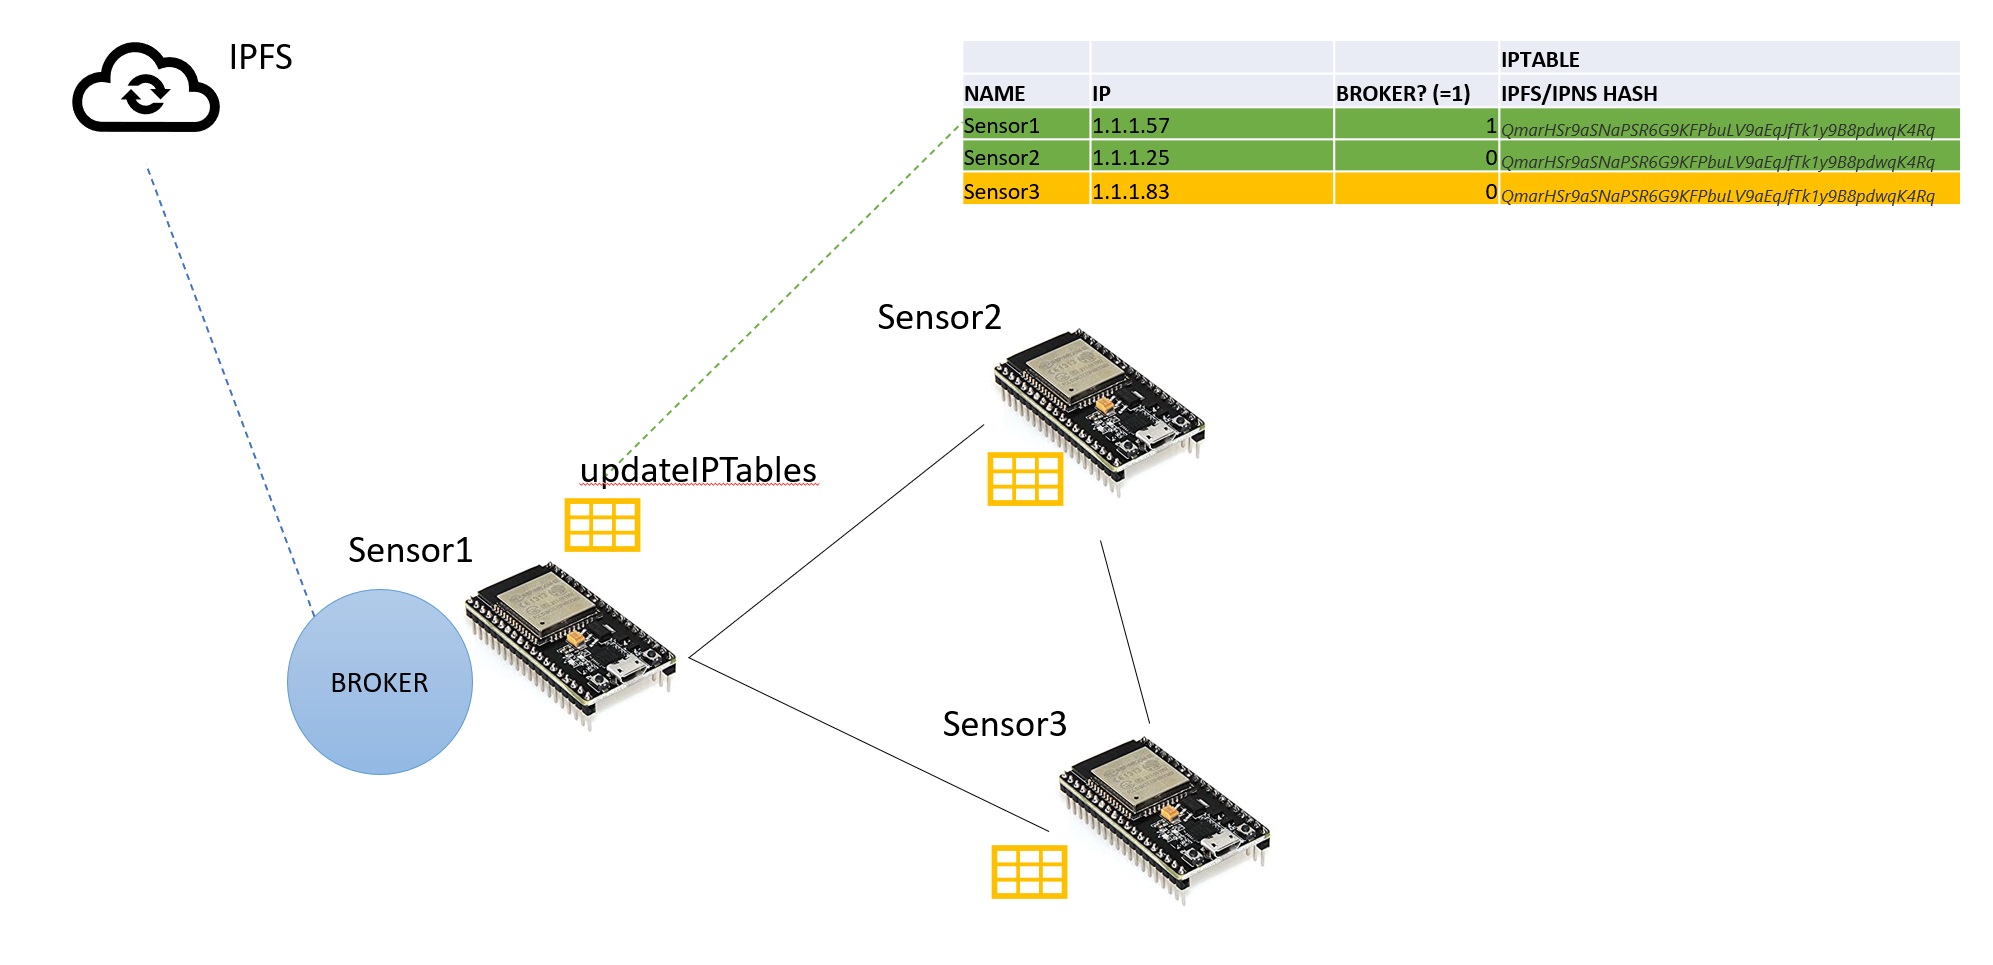 IPFS
IPTABLE
NAME IP BROKER? (=1) IPFS/IPNS HASH
Sensor1 1.1.1.57 1 QmarHSr9aSNaPSR6G9KFPbuLV9aEqJfTk1y9B8pdwqK4Rq
Sensor2 1.1.1.25 0 QmarHSr9aSNaPSR6G9KFPbuLV9aEqJfTk1y9B8pdwqK4Rq
Sensor3 1.1.1.83 0 QmarHSr9aSNaPSR6G9KFPbuLV9aEqJfTk1y9B8pdwqK4Rq
Sensor2
updateIPTables
Sensor1
BROKER
Sensor3